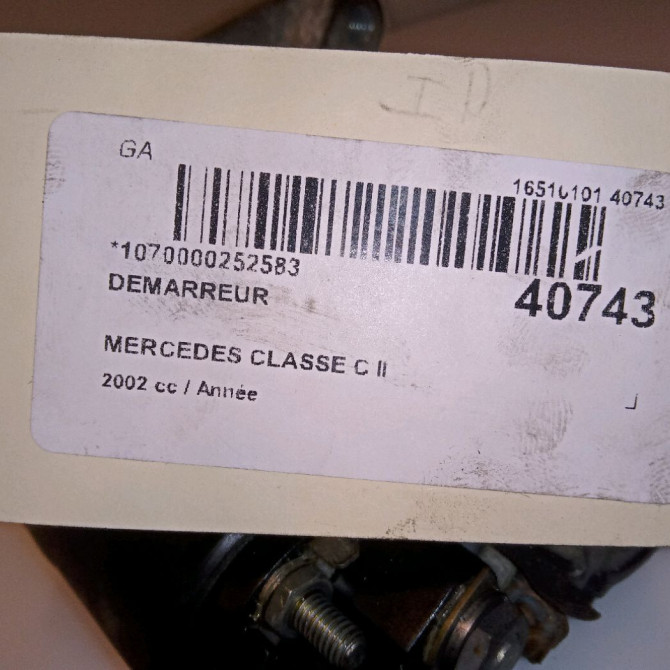 GA
16510101 40743
*1070000252583
DEMARREUR
40743
MERCEDES CLASSE C II
2002 cc / Année